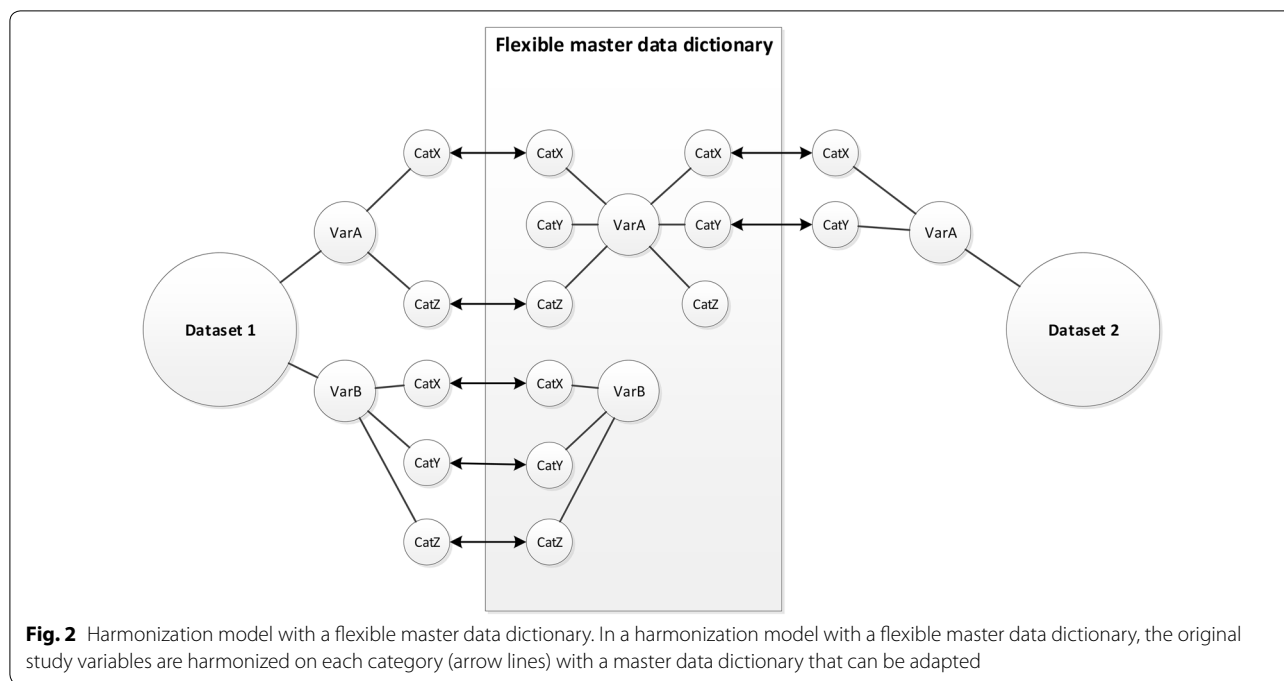 Flexible master data dictionary
CatX CatX CatX CatX
CatY CatY CatY
VarA VarA VarA
CatZ CatZ CatZ
Dataset 1 Dataset 2
CatX CatX
VarB VarB
CatY CatY
CatZ CatZ
Fig. 2 Harmonization model with a flexible master data dictionary. In a harmonization model with a flexible master data dictionary, the original
study variables are harmonized on each category (arrow lines) with a master data dictionary that can be adapted